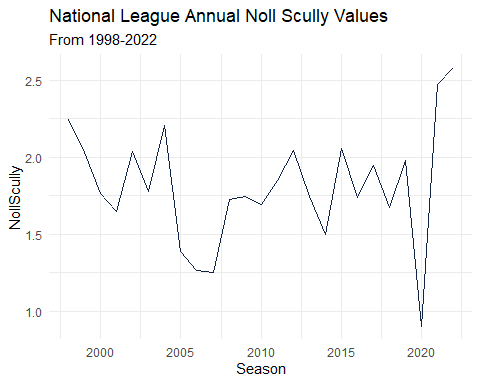 National League Annual Noll Scully Values
From 1998-2022
2.5
2.0
1.5
1.0
NollScully
2000 2005 2010 2015 2020
Season